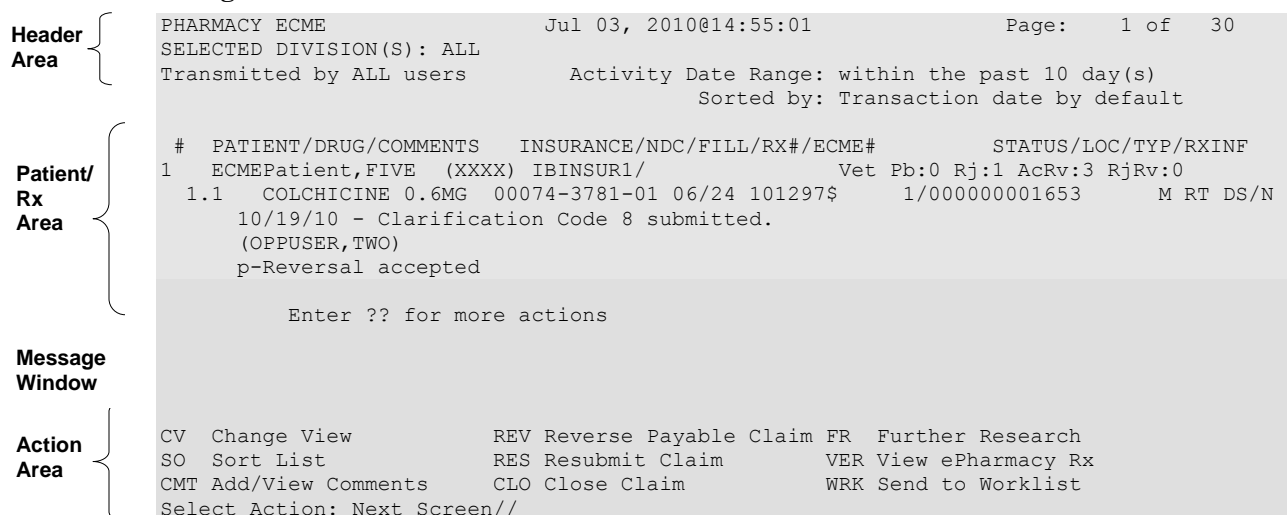 Header Area
PHARMACY ECME Jul 03, 2010@14:55:01 Page: 1 of 30
SELECTED DIVISION(S): ALL
Transmitted by ALL users Activity Date Range: within the past 10 day(s)
Sorted by: Transaction date by default
Patient/ Rx Area
# PATIENT/DRUG/COMMENTS INSURANCE/NDC/FILL/RX#/ECME# STATUS/LOC/TYP/RXINF
1 ECMEPatient,FIVE (XXXX) IBINSUR1/ Vet Pb:0 Rj:1 AcRv:3 RjRv:0
1.1 COLCHICINE 0.6MG 00074-3781-01 06/24 101297$ 1/000000001653 M RT DS/N
10/19/10 - Clarification Code 8 submitted.
(OPPUSER,TWO)
p-Reversal accepted
Enter ?? for more actions
Message Window
Action Area
CV Change View REV Reverse Payable Claim FR Further Research
SO Sort List RES Resubmit Claim VER View ePharmacy Rx
CMT Add/View Comments CLO Close Claim WRK Send to Worklist
Select Action: Next Screen//